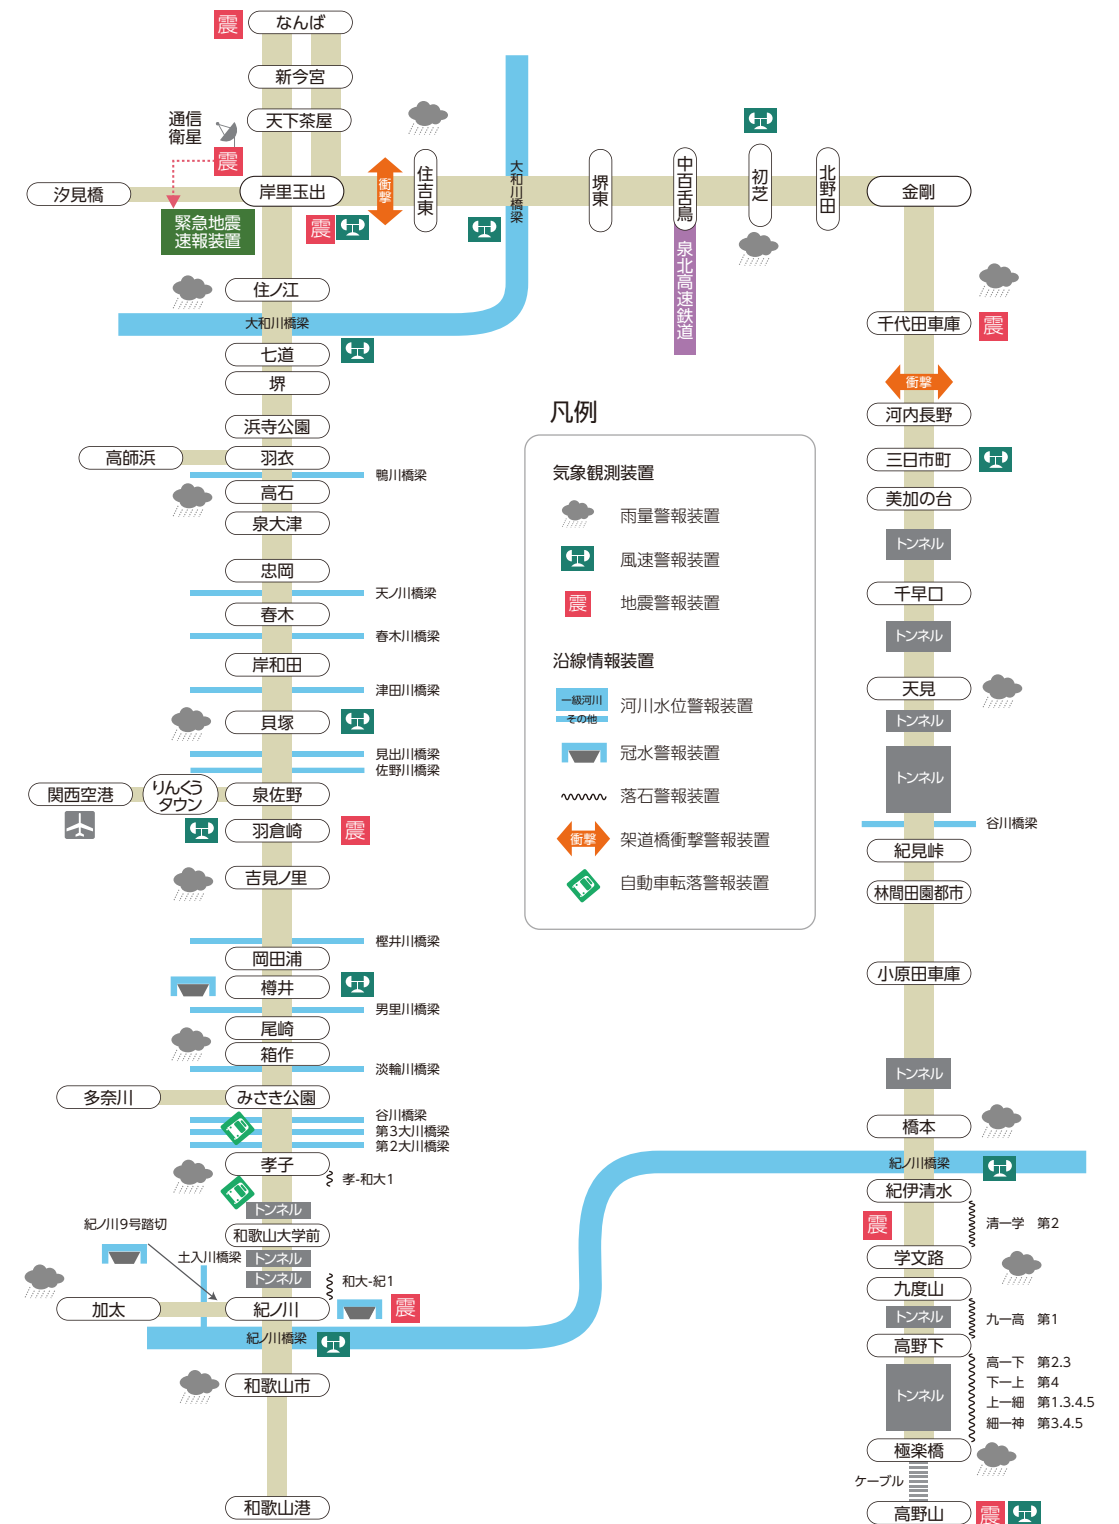 震
なんば
新今宮
天下茶屋
通信
衛星
震
汐見橋
岸里玉出
衝撃
住吉東
大和川橋梁
堺東
中百舌鳥
初芝
北野田
金剛
緊急地震
速報装置
震
泉北高速鉄道
住ノ江
大和川橋梁
七道
堺
浜寺公園
高師浜
羽衣
鴨川橋梁
高石
泉大津
忠岡
天ノ川橋梁
春木
春木川橋梁
岸和田
津田川橋梁
貝塚
見出川橋梁
佐野川橋梁
関西空港
りんくう
タウン
泉佐野
羽倉崎
震
吉見ノ里
樫井川橋梁
岡田浦
樽井
男里川橋梁
尾崎
箱作
淡輪川橋梁
多奈川
みさき公園
谷川橋梁
第3大川橋梁
第2大川橋梁
孝子
孝-和大1
トンネル
紀ノ川9号踏切
和歌山大学前
土入川橋梁
トンネル
トンネル
和大-紀1
加太
紀ノ川
震
紀ノ川橋梁
和歌山市
和歌山港
凡例
気象観測装置
雨量警報装置
風速警報装置
震
地震警報装置
沿線情報装置
一級河川
その他
河川水位警報装置
冠水警報装置
落石警報装置
衝撃
架道橋衝撃警報装置
自動車転落警報装置
千代田車庫
震
衝撃
河内長野
三日市町
美加の台
トンネル
千早口
トンネル
天見
トンネル
トンネル
谷川橋梁
紀見峠
林間田園都市
小原田車庫
トンネル
橋本
紀ノ川橋梁
紀伊清水
震
清ー学 第2
学文路
九度山
トンネル
九ー高 第1
高野下
高ー下 第2.3
下ー上 第4
トンネル
上ー細 第1.3.4.5
細ー神 第3.4.5
極楽橋
ケーブル
高野山
震